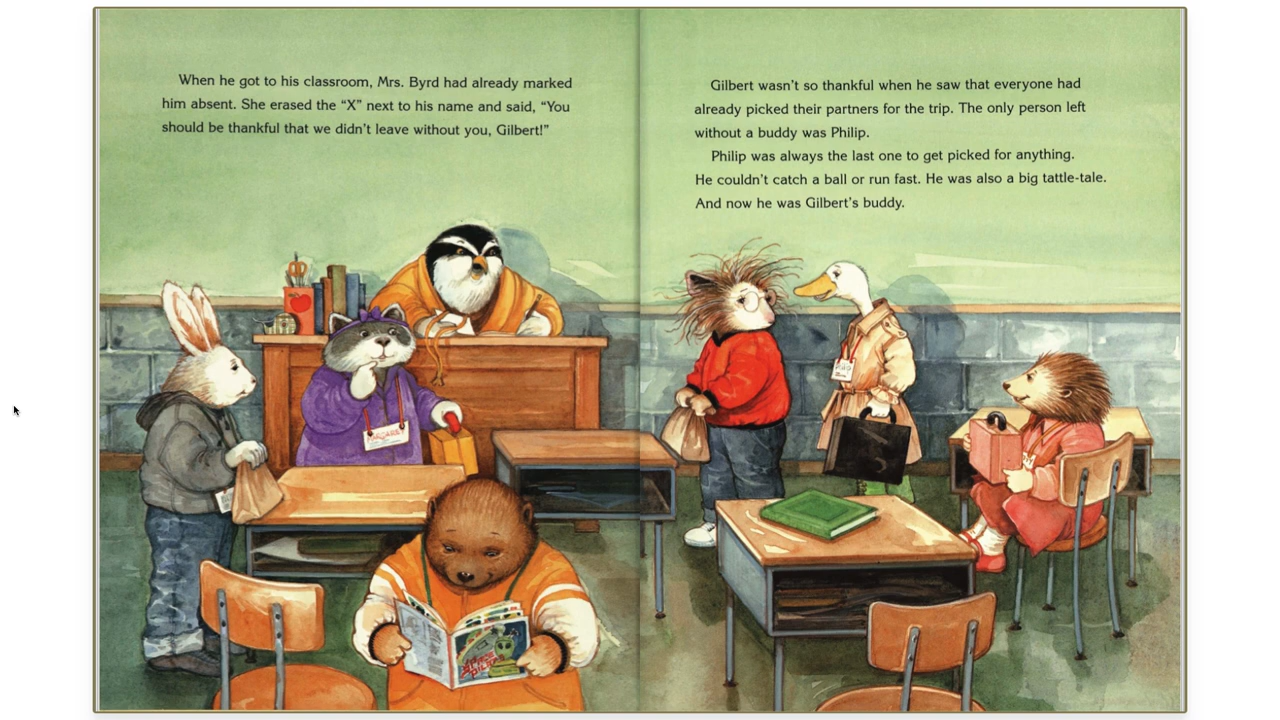 When he got to his classroom, Mrs. Byrd had already marked
him absent. She erased the “X” next to his name and said, “You
should be thankful that we didn’t leave without you, Gilbert!”
Gilbert wasn’t so thankful when he saw that everyone had
already picked their partners for the trip. The only person left
without a buddy was Philip.
Philip was always the last one to get picked for anything.
He couldn’t catch a ball or run fast. He was also a big tattle-tale.
And now he was Gilbert’s buddy.
MARGARET